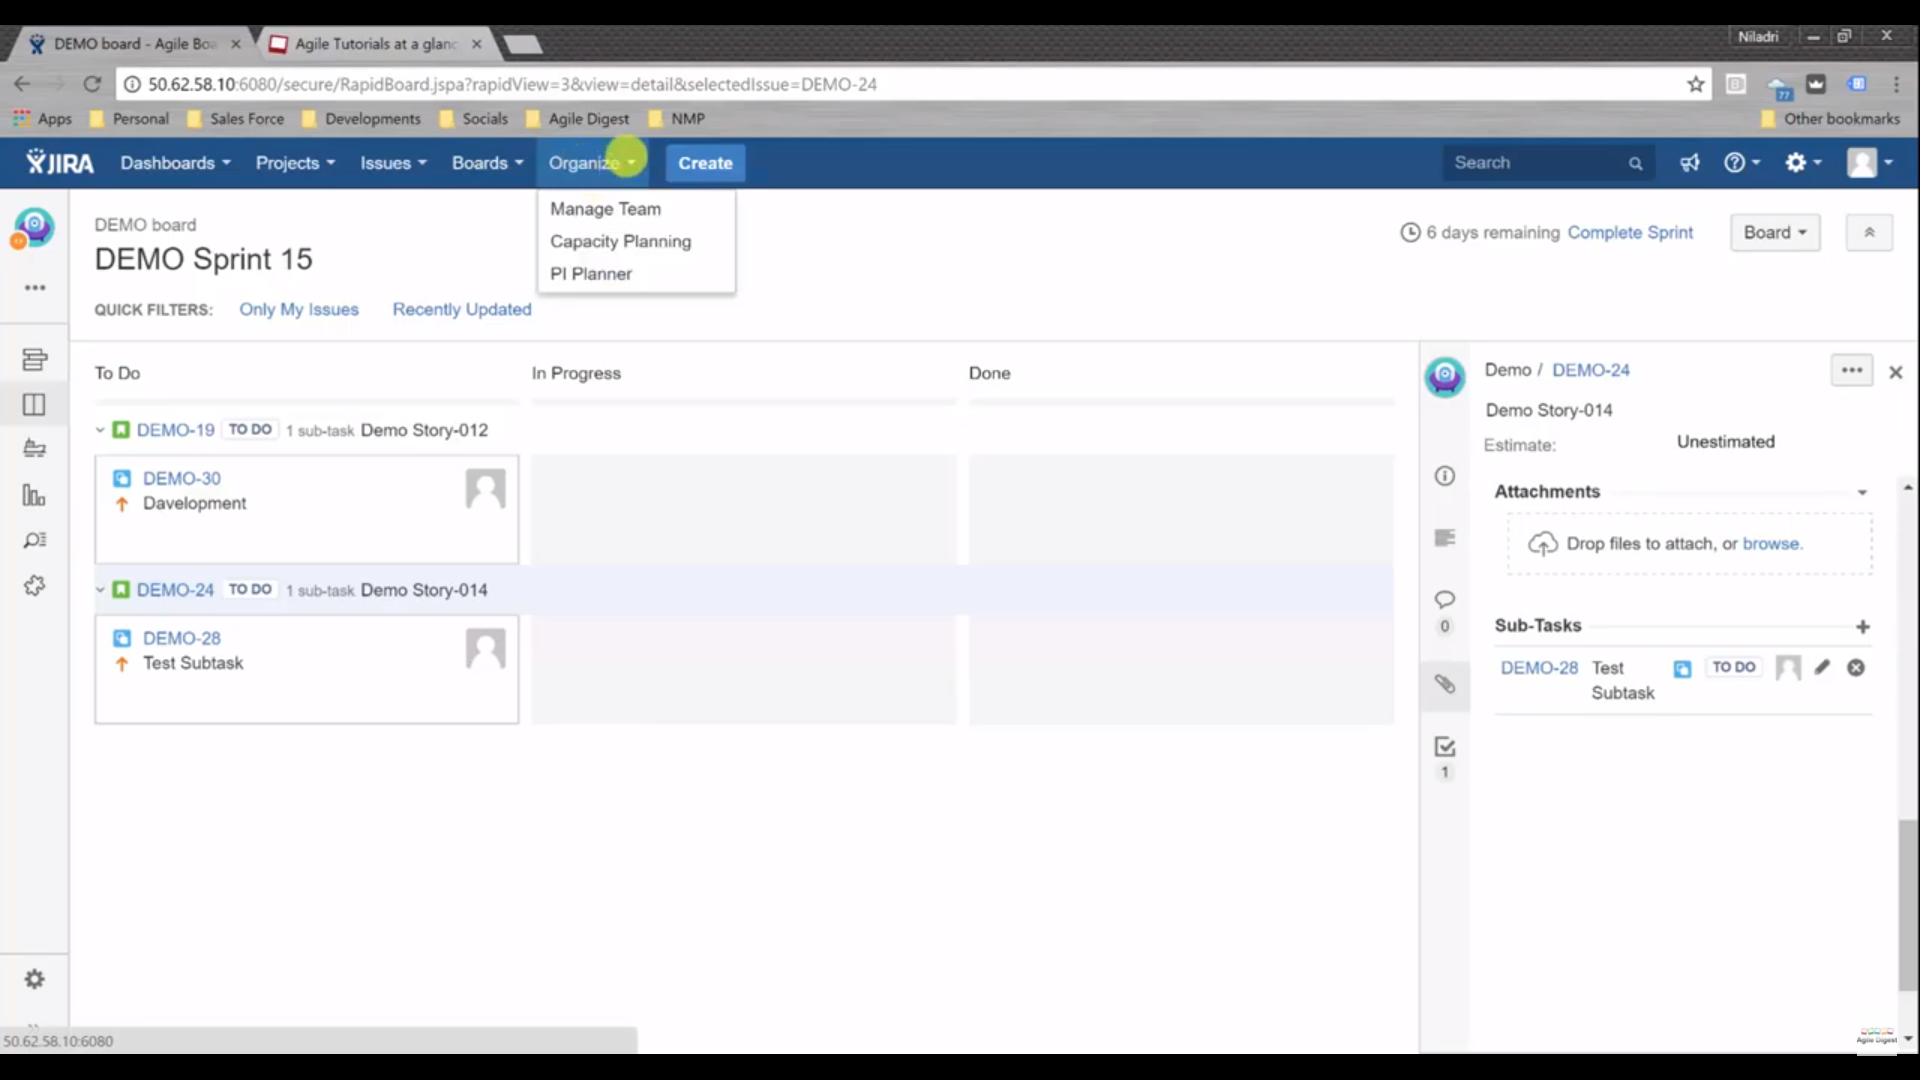 DEMO board - Agile Boa
Agile Tutorials at a glanc
Niladri
50.62.58.10:6080/secure/RapidBoard.jspa?rapidView=3&view=detail&selectedIssue=DEMO-24
77
Apps Personal Sales Force Developments Socials Agile Digest NMP Other bookmarks
JIRA Dashboards Projects Issues Boards Organize Create Search
Manage Team
Capacity Planning
PI Planner
DEMO board
DEMO Sprint 15
6 days remaining Complete Sprint Board
QUICK FILTERS: Only My Issues Recently Updated
To Do In Progress Done
DEMO-19 TO DO 1 sub-task Demo Story-012
DEMO-30
Davelopment
DEMO-24 TO DO 1 sub-task Demo Story-014
DEMO-28
Test Subtask
Demo / DEMO-24
Demo Story-014
Estimate: Unestimated
Attachments
Drop files to attach, or browse.
0
Sub-Tasks
DEMO-28 Test Subtask TO DO
1
50.62.58.10:6080
Agile Digest